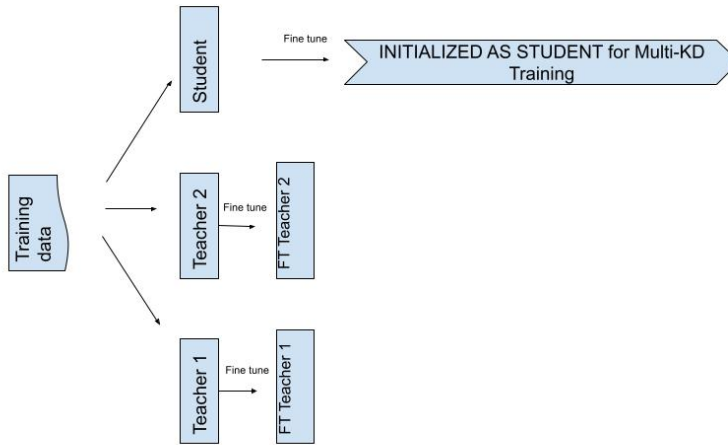 Training
data
Student
Fine tune
INITIALIZED AS STUDENT for Multi-KD
Training
Teacher 2
Fine tune
FT Teacher 2
Teacher 1
Fine tune
FT Teacher 1